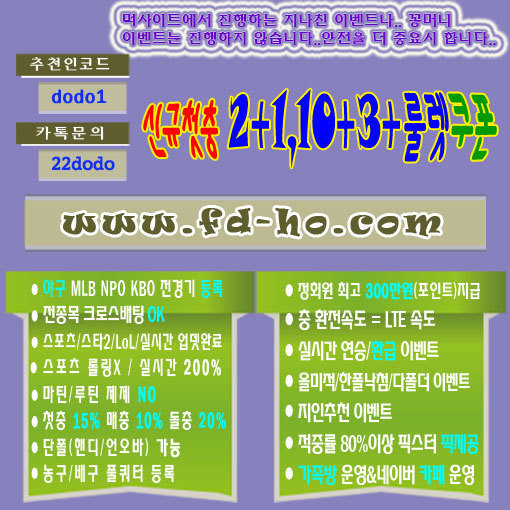 먹사이트에서 진행하는 지나친 이벤트나.. 꽁머니
이벤트는 진행하지 않습니다..안전을 더 중요시 합니다..
추천인코드
dodo1
카톡문의
22dodo
신규첫충 2+1,10+3+룰렛쿠폰
www.fd-ho.com
● 야구 MLB NPO KBO 전경기 등록
● 전종목 크로스배팅 OK
● 스포츠/스타2/LoL/실시간 업뎃완료
● 스포츠 롤링X / 실시간 200%
● 마틴/루틴 제제 NO
● 첫충 15% 매충 10% 돌충 20%
● 단폴(핸디/언오바) 가능
● 농구/배구 풀쿼터 등록
● 정회원 최고 300만원(포인트)지급
● 충 완전속도 = LTE 속도
● 실시간 연승/환급 이벤트
● 올미적/한폴낙첨/다폴더 이벤트
● 지인추천 이벤트
● 적중률 80%이상 픽스터 픽제공
● 가족방 운영&네이버 카페 운영